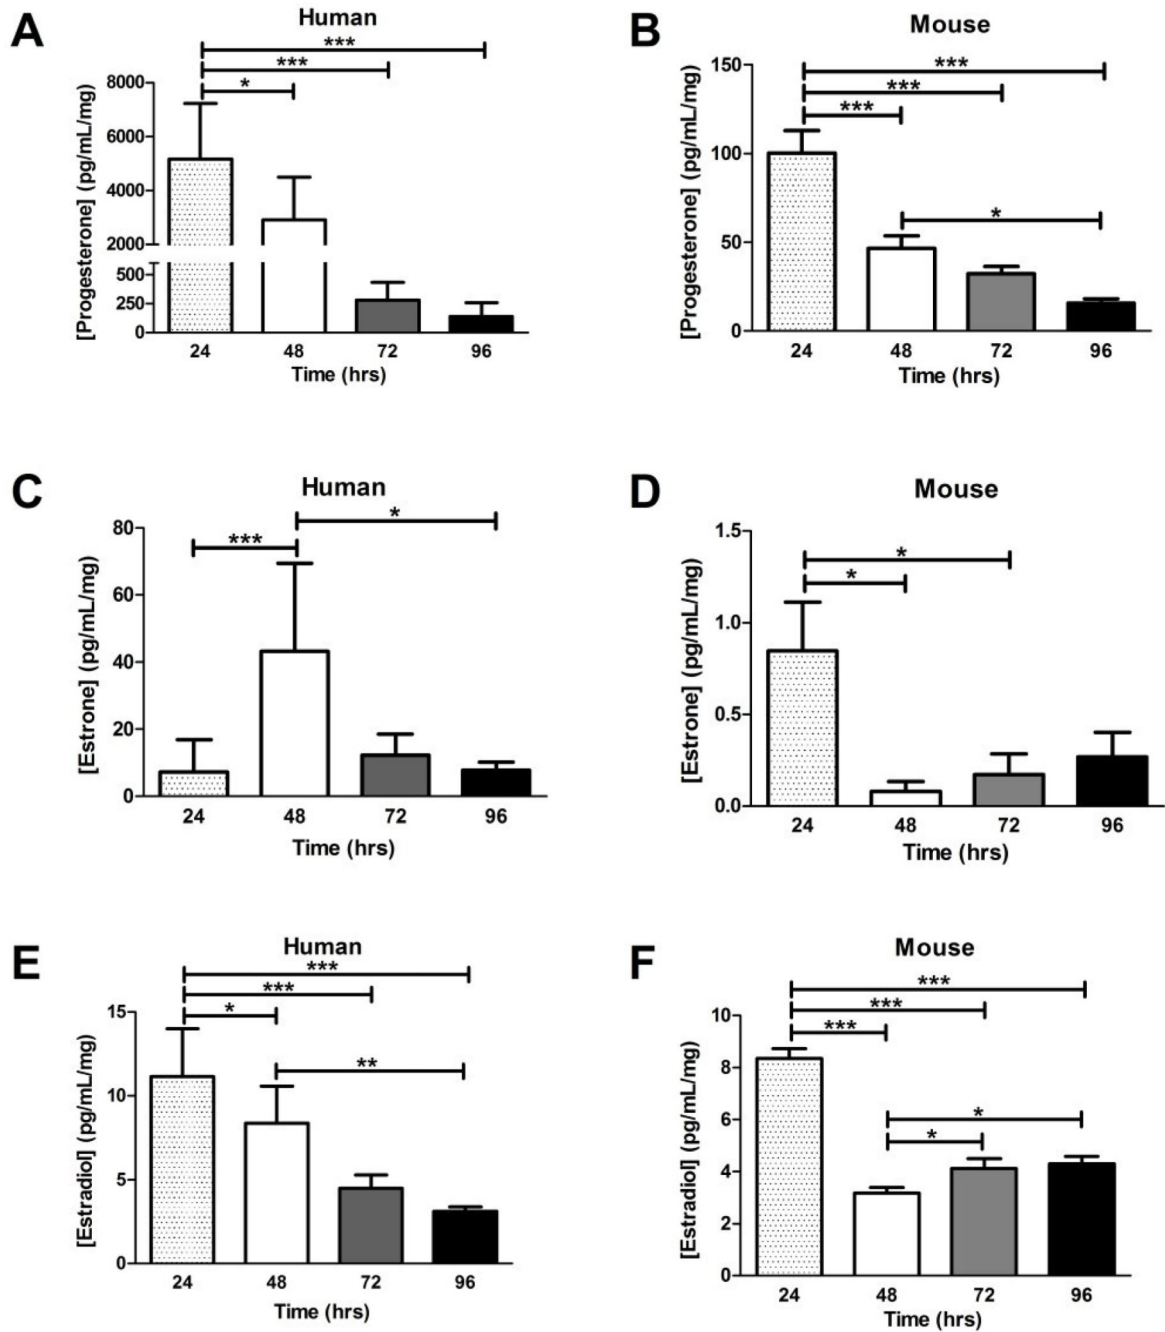 A
Human
***
***
*
[Progesterone] (pg/mL/mg)
8000
6000
4000
2000
500
250
0
24 48 72 96
Time (hrs)
B
Mouse
***
***
***
*
[Progesterone] (pg/mL/mg)
150
100
50
0
24 48 72 96
Time (hrs)
C
Human
*
***
[Estrone] (pg/mL/mg)
80
60
40
20
0
24 48 72 96
Time (hrs)
D
Mouse
*
*
[Estrone] (pg/mL/mg)
1.5
1.0
0.5
0.0
24 48 72 96
Time (hrs)
E
Human
***
***
*
**
[Estradiol] (pg/mL/mg)
15
10
5
0
24 48 72 96
Time (hrs)
F
Mouse
***
***
***
*
*
[Estradiol] (pg/mL/mg)
10
8
6
4
2
0
24 48 72 96
Time (hrs)